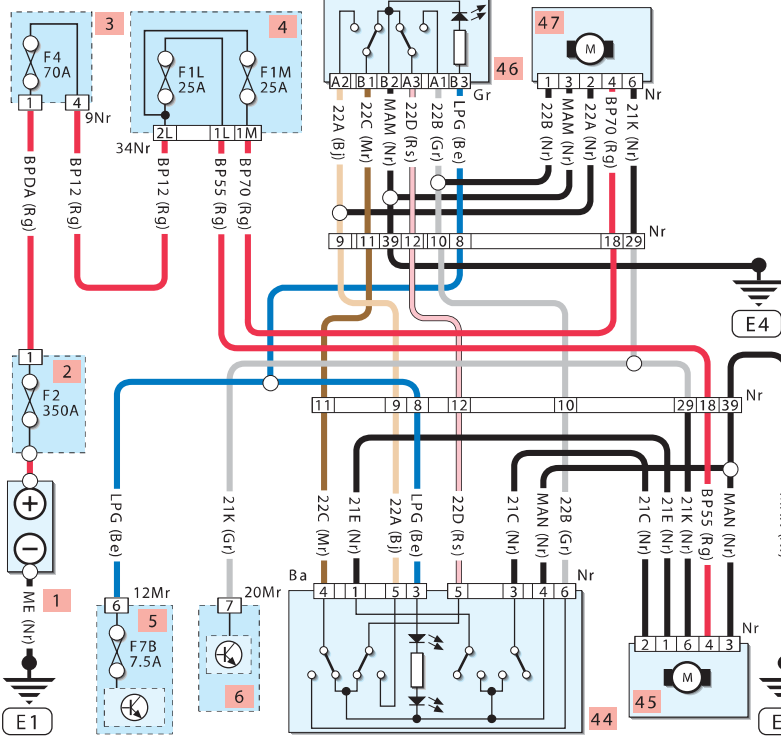 3
F4
70A
1
4
9Nr
4
F1L
25A
F1M
25A
2L
1L
1M
34Nr
46
A2
B1
B2
A3
A1
B3
Gr
47
M
1
3
2
4
6
Nr
BPDA (Rg)
BP12 (Rg)
BP12 (Rg)
BP55 (Rg)
BP70 (Rg)
22A (Bj)
22C (Mr)
MAM (Nr)
22D (Rs)
22B (Gr)
LPG (Be)
22B (Nr)
MAM (Nr)
22A (Nr)
BP70 (Rg)
21K (Nr)
9
11
39
12
10
8
18
29
Nr
E4
1
2
F2
350A
11
9
8
12
10
29
18
39
Nr
+
−
ME (Nr)
1
E1
LPG (Be)
21K (Gr)
22C (Mr)
21E (Nr)
22A (Bj)
LPG (Be)
22D (Rs)
21C (Nr)
MAN (Nr)
22B (Gr)
21C (Nr)
21E (Nr)
21K (Nr)
BP55 (Rg)
MAN (Nr)
6
12Mr
5
F7B
7.5A
7
20Mr
6
Ba
4
1
5
3
5
3
4
6
Nr
44
2
1
6
4
3
Nr
M
45
E